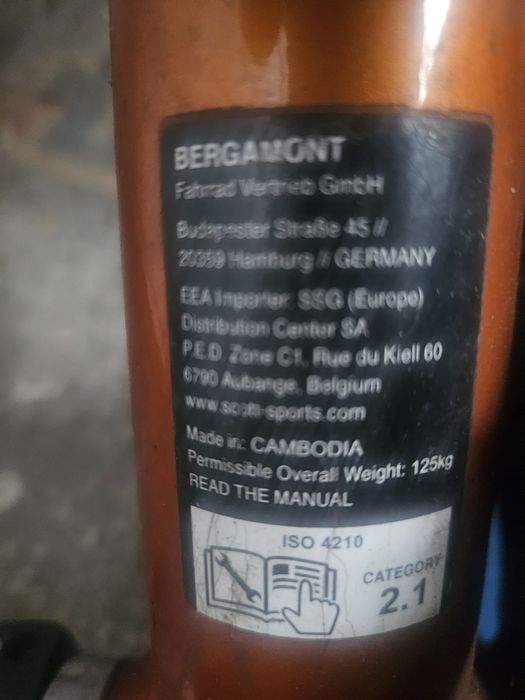 BERGAMONT
Fahrrad Vertrieb GmbH
Budapester Straße 45 //
20359 Hamburg // GERMANY
EEA Importer: SSG (Europe)
Distribution Center SA
P.E.D. Zone C1, Rue du Kiell 60
6790 Aubange, Belgium
www.scott-sports.com
Made in: CAMBODIA
Permissible Overall Weight: 125kg
READ THE MANUAL
ISO 4210
CATEGORY
2.1